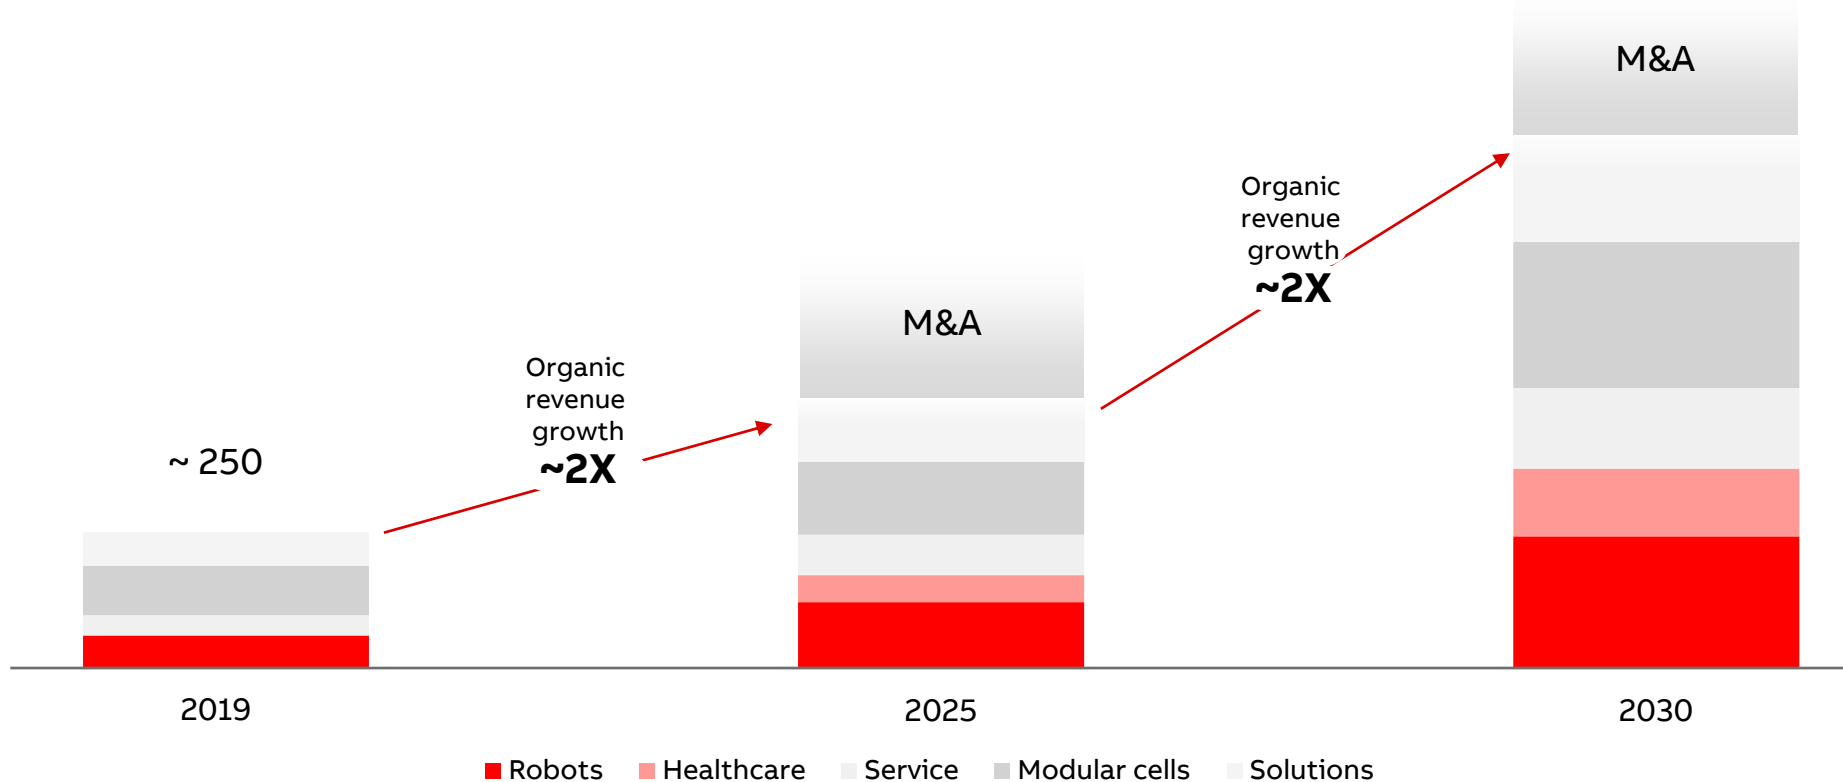 M&A
Organic
revenue
growth
~2X
M&A
Organic
revenue
growth
~2X
~ 250
2019
2025
2030
Robots
Healthcare
Service
Modular cells
Solutions